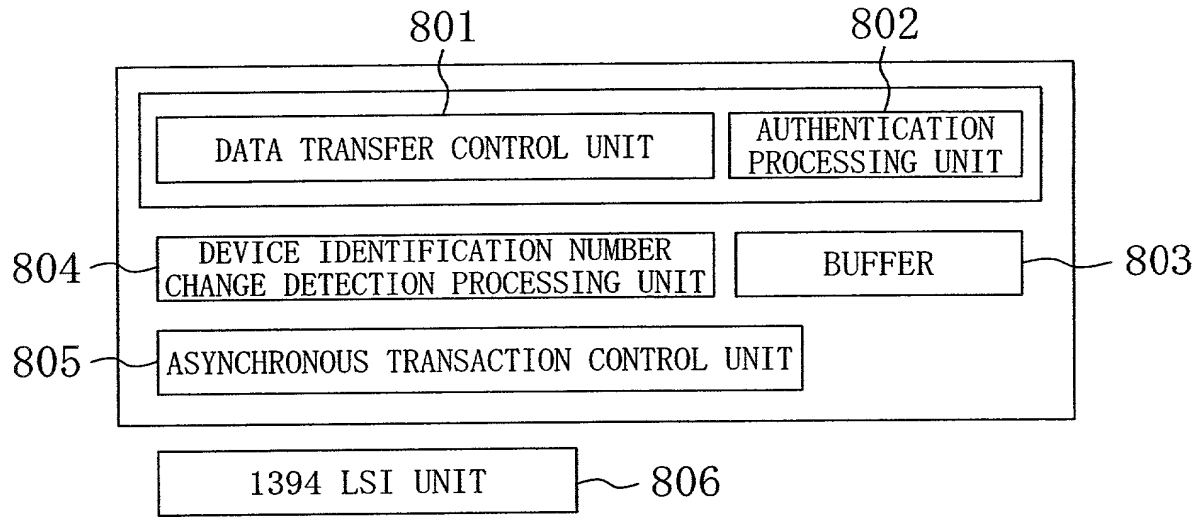 801
802
DATA TRANSFER CONTROL UNIT
AUTHENTICATION
PROCESSING UNIT
804
DEVICE IDENTIFICATION NUMBER
CHANGE DETECTION PROCESSING UNIT
BUFFER
803
805
ASYNCHRONOUS TRANSACTION CONTROL UNIT
1394 LSI UNIT
806